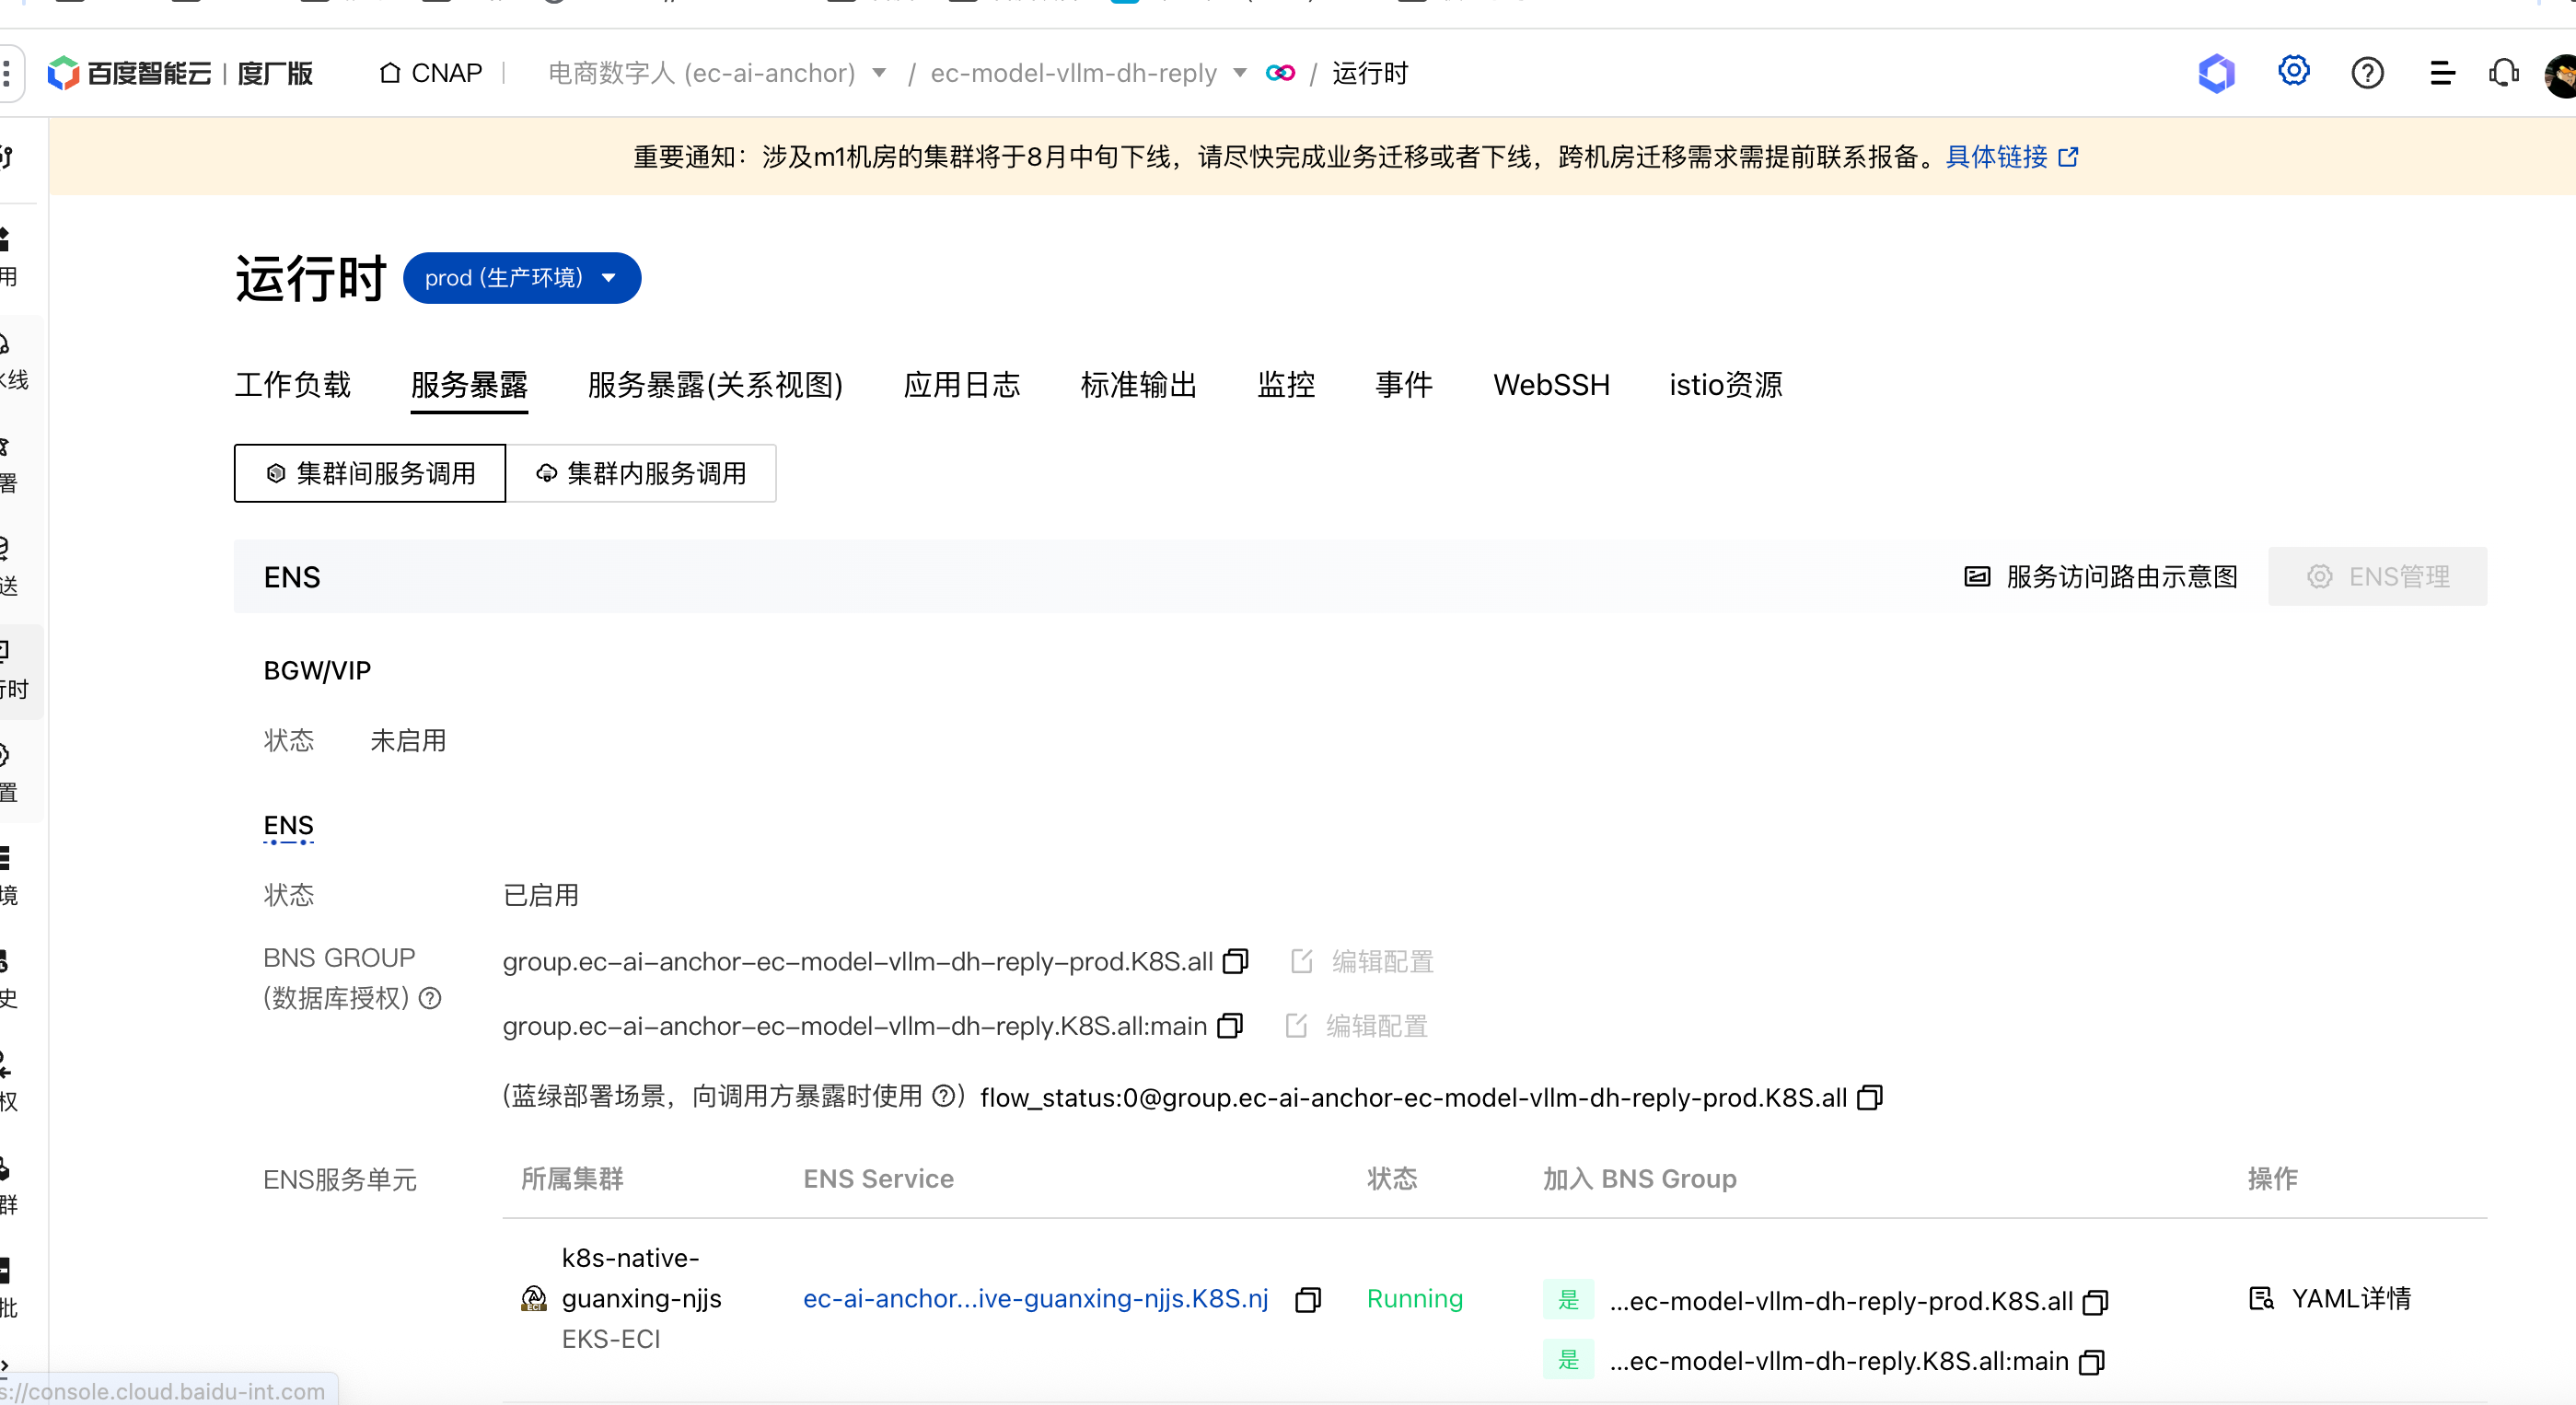 百度智能云 | 度厂版
CNAP
电商数字人 (ec-ai-anchor) / ec-model-vllm-dh-reply / 运行时
重要通知：涉及m1机房的集群将于8月中旬下线，请尽快完成业务迁移或者下线，跨机房迁移需求需提前联系报备。具体链接
运行时 prod (生产环境)
工作负载 服务暴露 服务暴露(关系视图) 应用日志 标准输出 监控 事件 WebSSH istio资源
集群间服务调用 集群内服务调用
ENS 服务访问路由示意图 ENS管理
BGW/VIP
状态 未启用
ENS
状态 已启用
BNS GROUP
(数据库授权)
group.ec-ai-anchor-ec-model-vllm-dh-reply-prod.K8S.all 编辑配置
group.ec-ai-anchor-ec-model-vllm-dh-reply.K8S.all:main 编辑配置
(蓝绿部署场景，向调用方暴露时使用 ) flow_status:0@group.ec-ai-anchor-ec-model-vllm-dh-reply-prod.K8S.all
ENS服务单元 所属集群 ENS Service 状态 加入 BNS Group 操作
k8s-native-
guanxing-njjs
EKS-ECI
ec-ai-anchor...ive-guanxing-njjs.K8S.nj Running
是 ...ec-model-vllm-dh-reply-prod.K8S.all
是 ...ec-model-vllm-dh-reply.K8S.all:main
YAML详情
用
线
署
送
行时
置
境
史
权
群
批
s://console.cloud.baidu-int.com